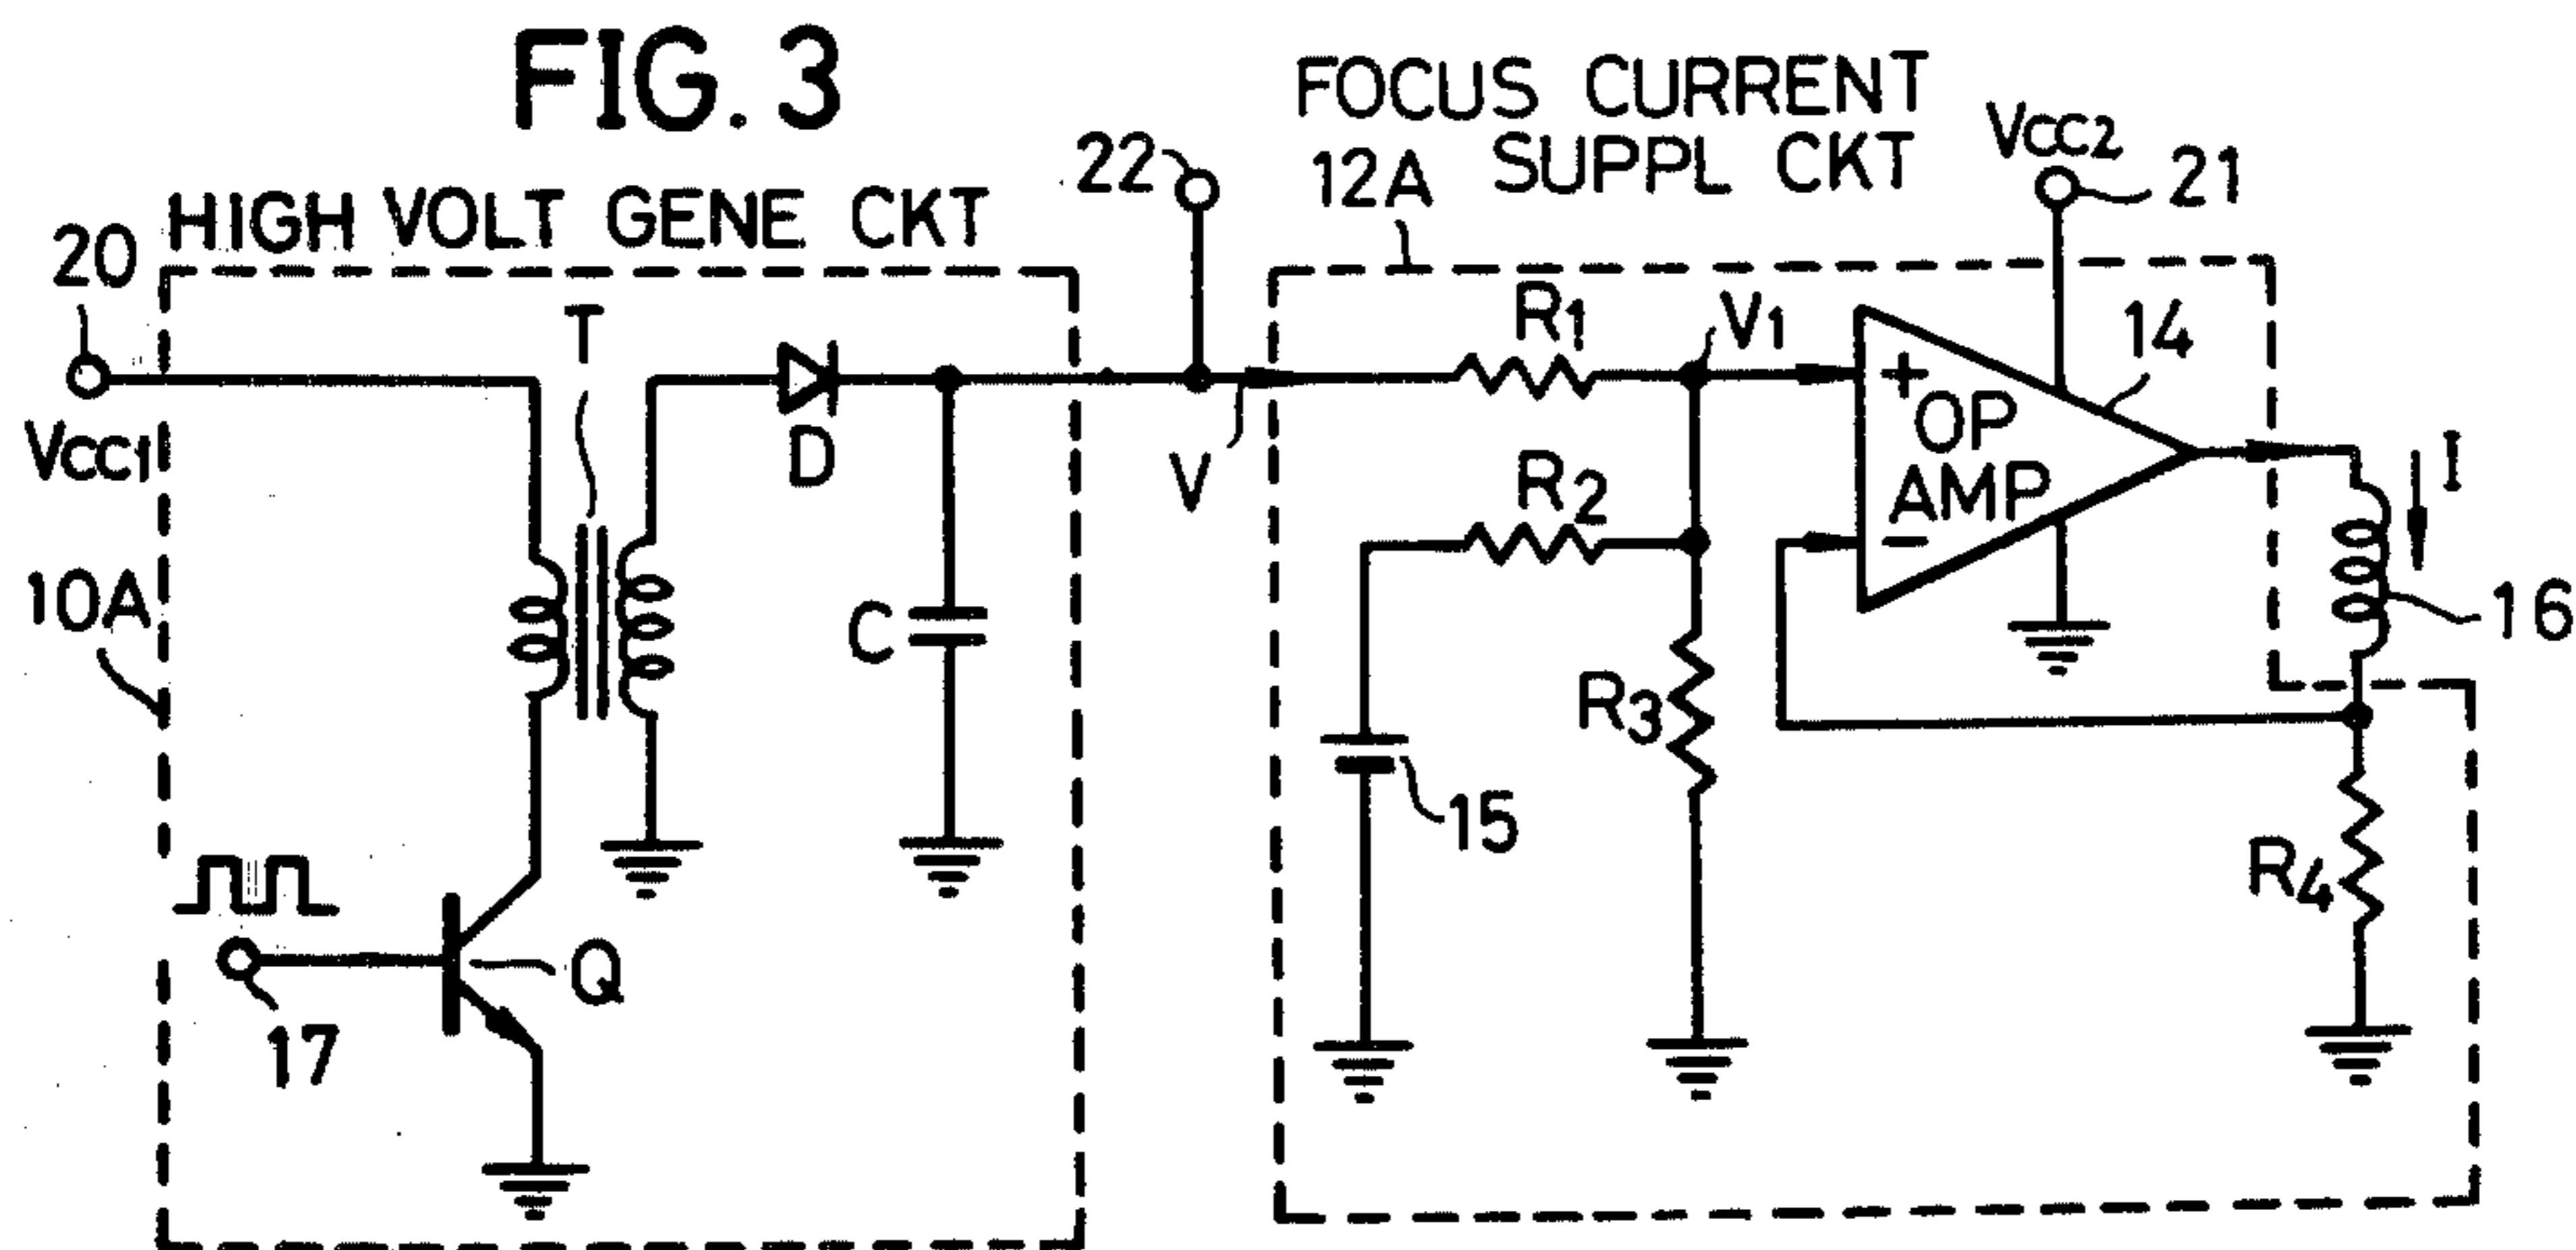 FIG. 3
FOCUS CURRENT
SUPPL CKT
12A
22
VCC2
21
HIGH VOLT GENE CKT
20
VCC1
10A
T
D
C
Q
17
V
R1
V1
R2
R3
+
OP
AMP
−
14
I
16
15
R4